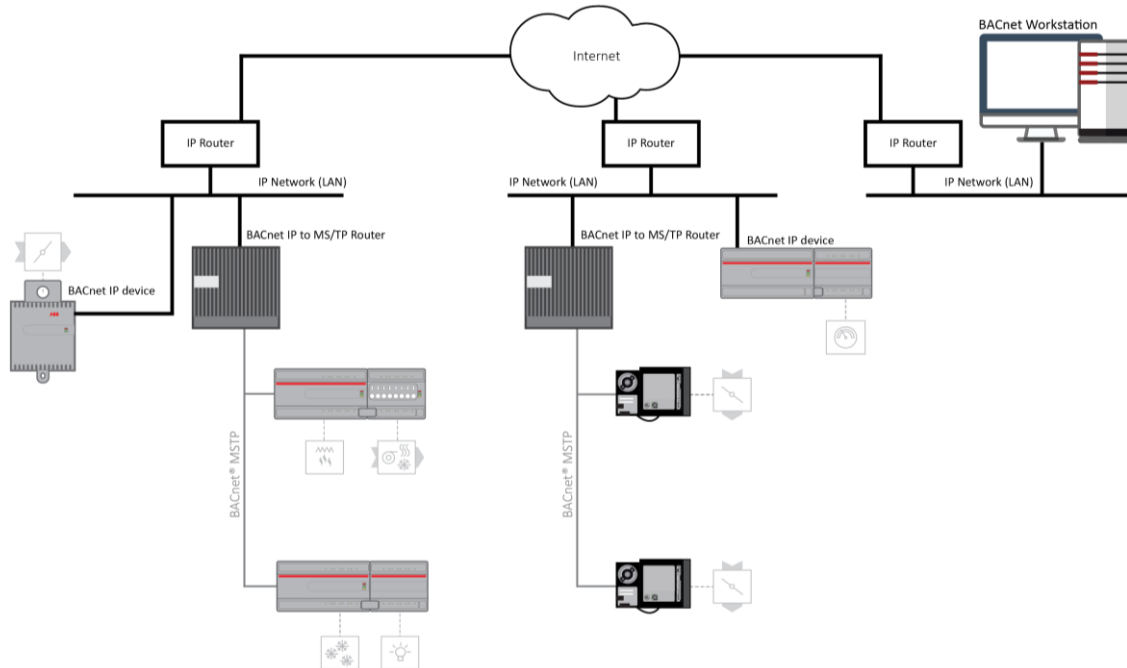 BACnet Workstation
Internet
IP Router
IP Router
IP Router
IP Network (LAN)
IP Network (LAN)
IP Network (LAN)
BACnet IP to MS/TP Router
BACnet IP to MS/TP Router
BACnet IP device
BACnet IP device
ABB
BACnet® MSTP
BACnet® MSTP